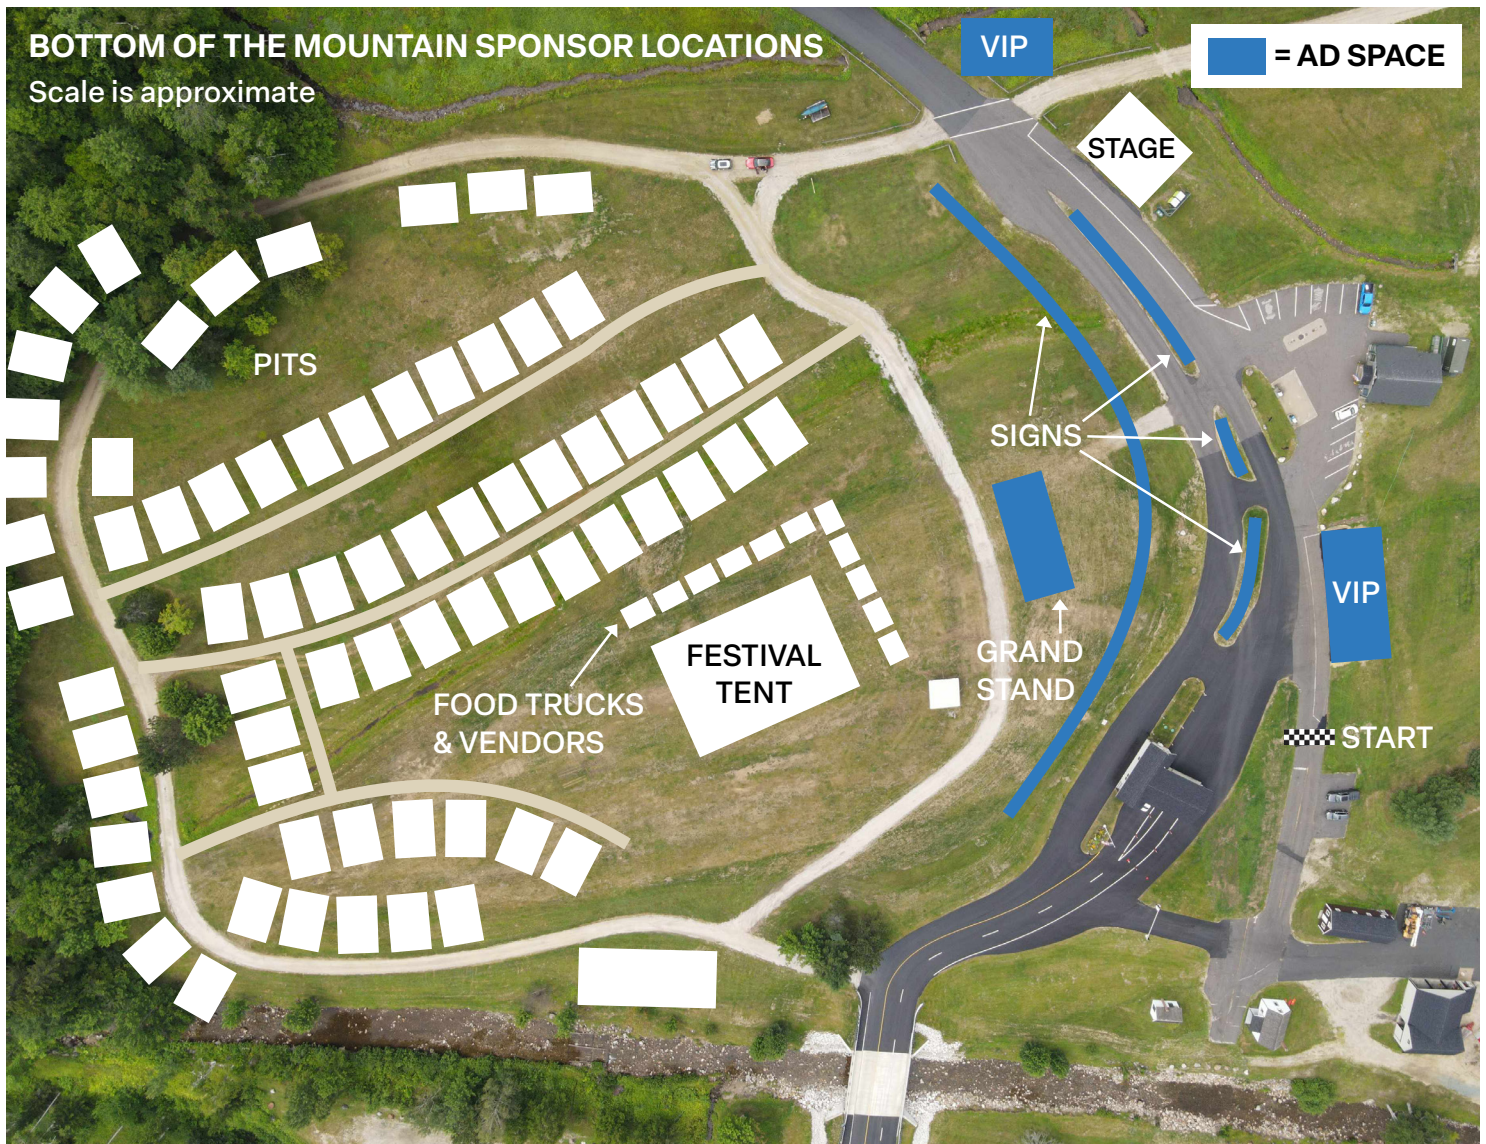 BOTTOM OF THE MOUNTAIN SPONSOR LOCATIONS
Scale is approximate
VIP
= AD SPACE
STAGE
PITS
SIGNS
VIP
GRAND
STAND
FESTIVAL
TENT
FOOD TRUCKS
& VENDORS
START